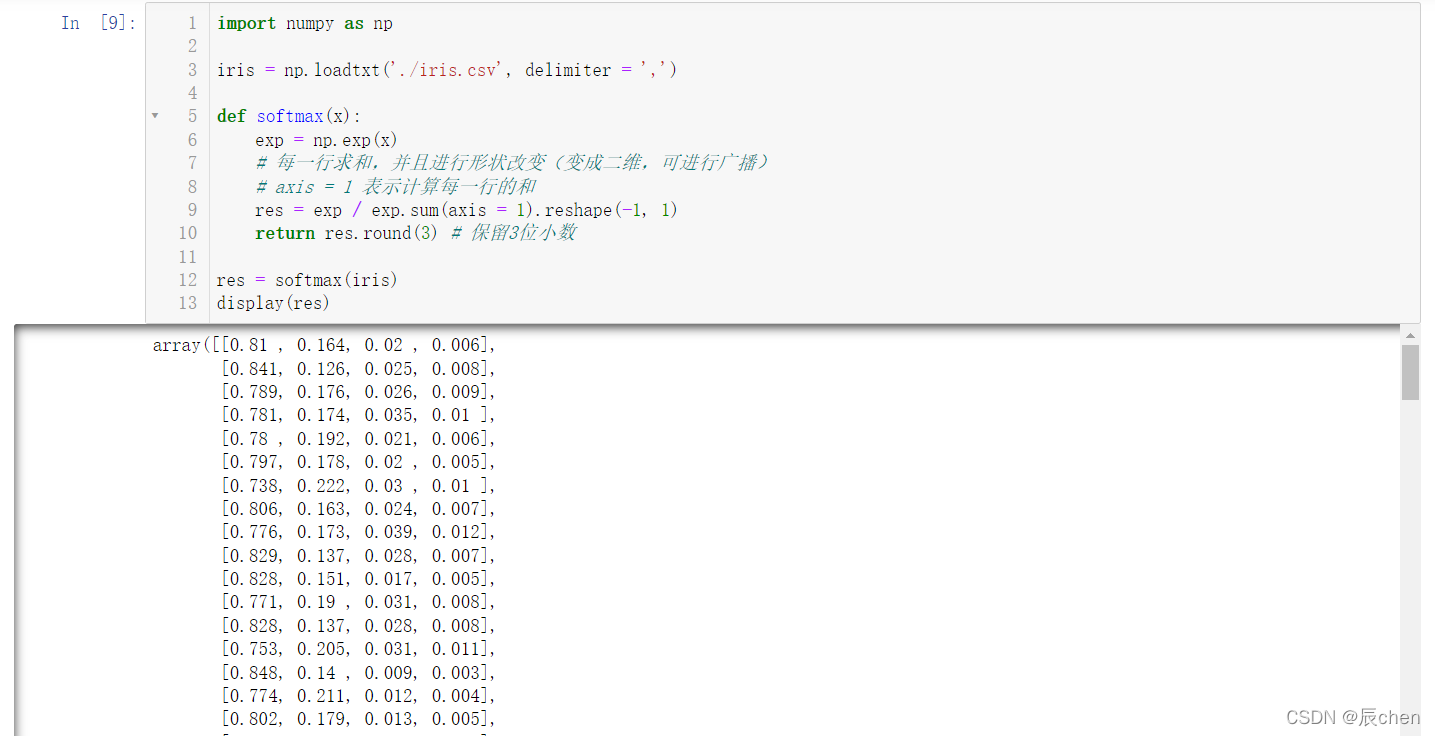 In [9]:
1 import numpy as np
2
3 iris = np.loadtxt('./iris.csv', delimiter = ',')
4
5 def softmax(x):
6     exp = np.exp(x)
7     # 每一行求和，并且进行形状改变（变成二维，可进行广播）
8     # axis = 1 表示计算每一行的和
9     res = exp / exp.sum(axis = 1).reshape(-1, 1)
10     return res.round(3) # 保留3位小数
11
12 res = softmax(iris)
13 display(res)
array([[0.81 , 0.164, 0.02 , 0.006],
[0.841, 0.126, 0.025, 0.008],
[0.789, 0.176, 0.026, 0.009],
[0.781, 0.174, 0.035, 0.01 ],
[0.78 , 0.192, 0.021, 0.006],
[0.797, 0.178, 0.02 , 0.005],
[0.738, 0.222, 0.03 , 0.01 ],
[0.806, 0.163, 0.024, 0.007],
[0.776, 0.173, 0.039, 0.012],
[0.829, 0.137, 0.028, 0.007],
[0.828, 0.151, 0.017, 0.005],
[0.771, 0.19 , 0.031, 0.008],
[0.828, 0.137, 0.028, 0.008],
[0.753, 0.205, 0.031, 0.011],
[0.848, 0.14 , 0.009, 0.003],
[0.774, 0.211, 0.012, 0.004],
[0.802, 0.179, 0.013, 0.005],
CSDN @辰chen